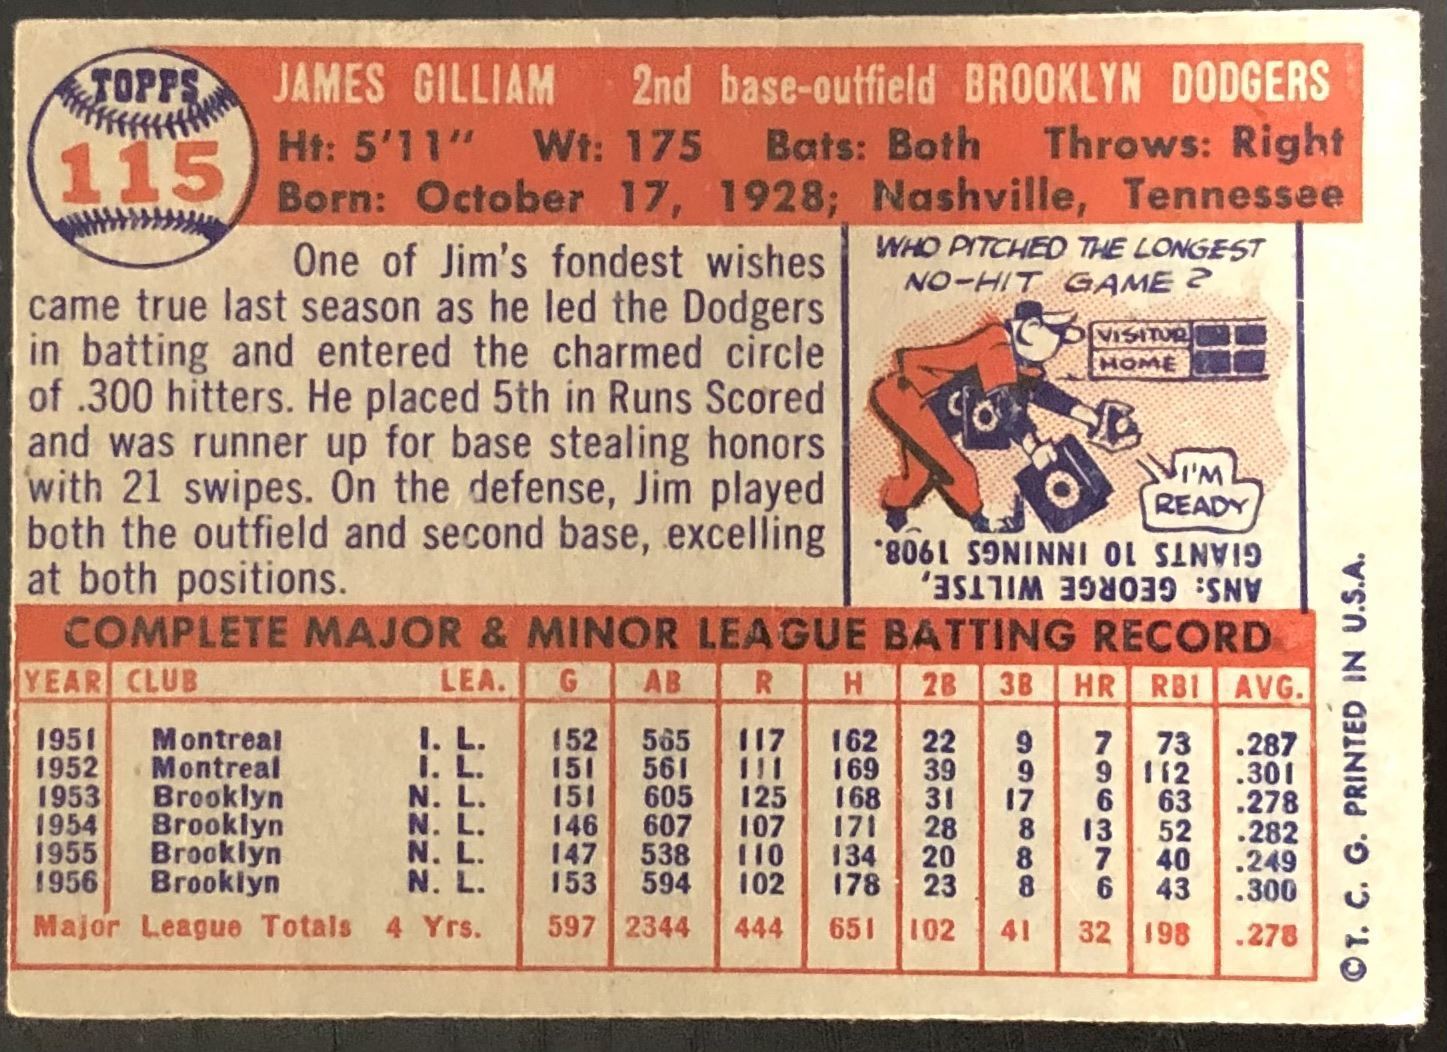 TOPPS
115
JAMES GILLIAM 2nd base-outfield BROOKLYN DODGERS
Ht: 5'11" Wt: 175 Bats: Both Throws: Right
Born: October 17, 1928; Nashville, Tennessee
One of Jim's fondest wishes
came true last season as he led the Dodgers
in batting and entered the charmed circle
of .300 hitters. He placed 5th in Runs Scored
and was runner up for base stealing honors
with 21 swipes. On the defense, Jim played
both the outfield and second base, excelling
at both positions.
WHO PITCHED THE LONGEST
NO-HIT GAME?
VISITOR
HOME
I'M
READY
ANS: GEORGE WILTSE,
GIANTS 10 INNINGS 1908.
COMPLETE MAJOR & MINOR LEAGUE BATTING RECORD
YEAR CLUB LEA. G AB R H 2B 3B HR RBI AVG.
1951 Montreal I. L. 152 565 117 162 22 9 7 73 .287
1952 Montreal I. L. 151 561 111 169 39 9 9 112 .301
1953 Brooklyn N. L. 151 605 125 168 31 17 6 63 .278
1954 Brooklyn N. L. 146 607 107 171 28 8 13 52 .282
1955 Brooklyn N. L. 147 538 110 134 20 8 7 40 .249
1956 Brooklyn N. L. 153 594 102 178 23 8 6 43 .300
Major League Totals 4 Yrs. 597 2344 444 651 102 41 32 198 .278
©T. C. G. PRINTED IN U.S.A.